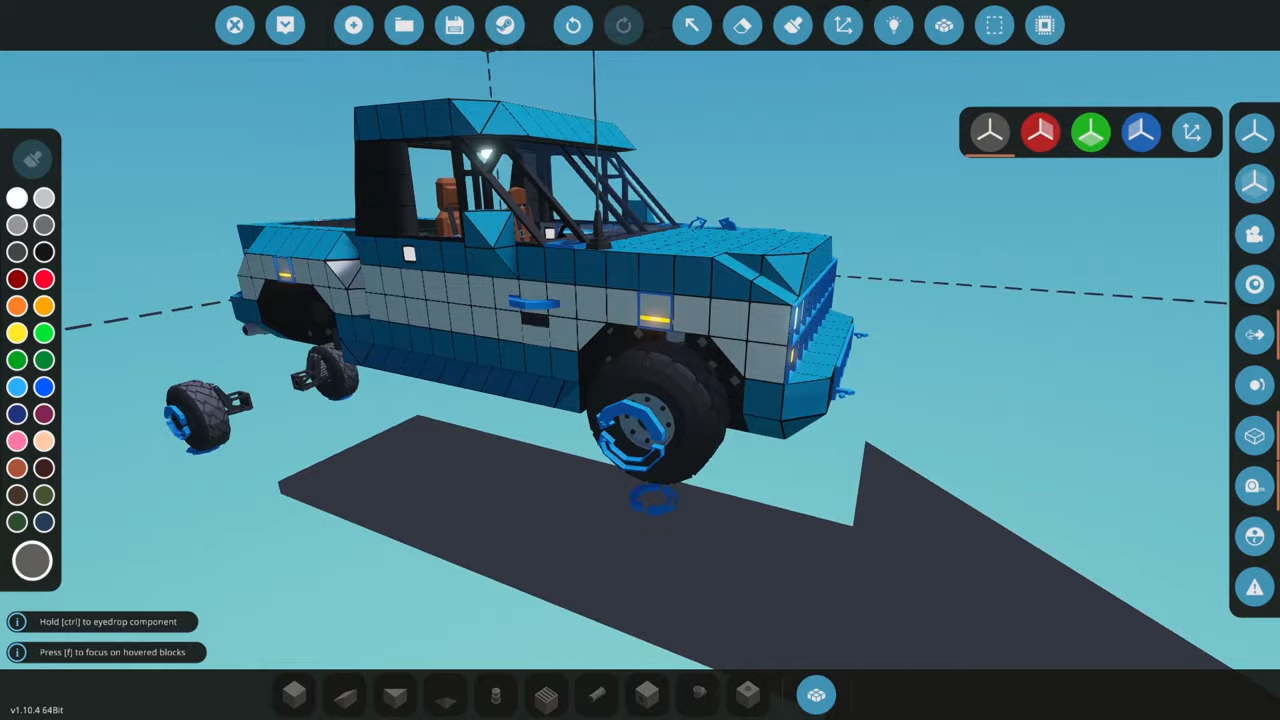 Hold [ctrl] to eyedrop component
Press [f] to focus on hovered blocks
v1.10.4 64Bit